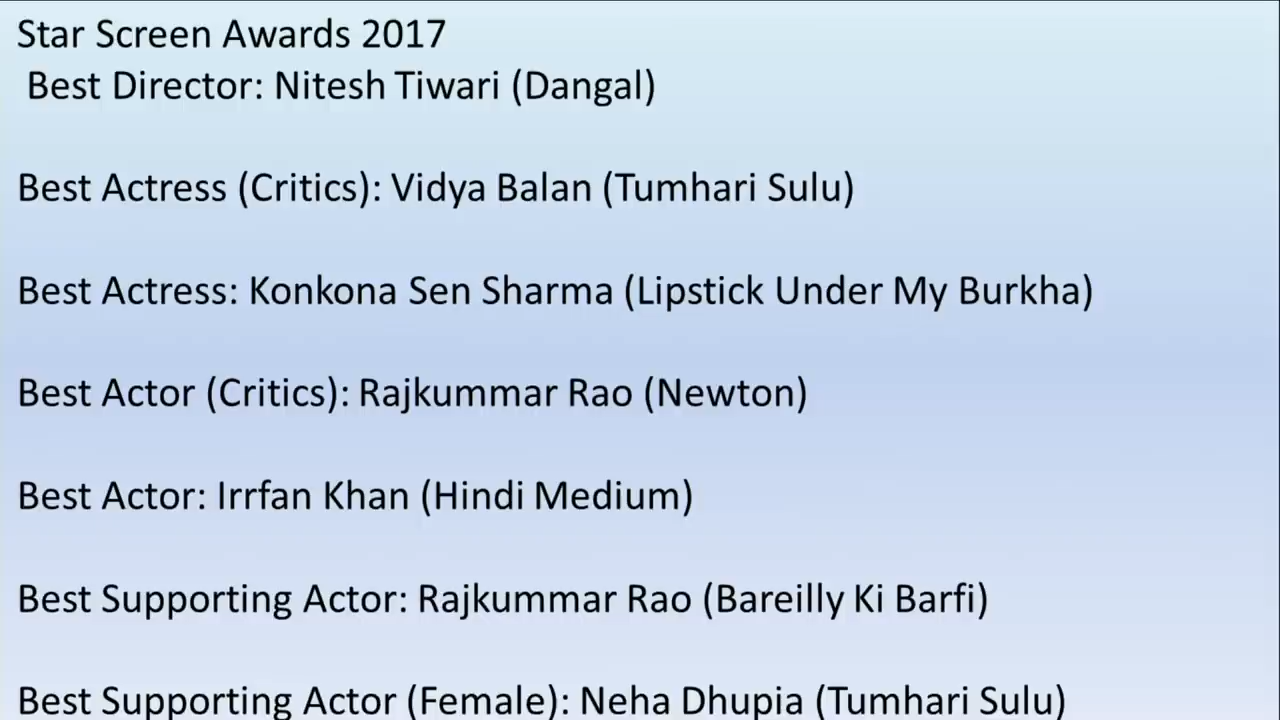 Star Screen Awards 2017
Best Director: Nitesh Tiwari (Dangal)
Best Actress (Critics): Vidya Balan (Tumhari Sulu)
Best Actress: Konkona Sen Sharma (Lipstick Under My Burkha)
Best Actor (Critics): Rajkummar Rao (Newton)
Best Actor: Irrfan Khan (Hindi Medium)
Best Supporting Actor: Rajkummar Rao (Bareilly Ki Barfi)
Best Supporting Actor (Female): Neha Dhupia (Tumhari Sulu)